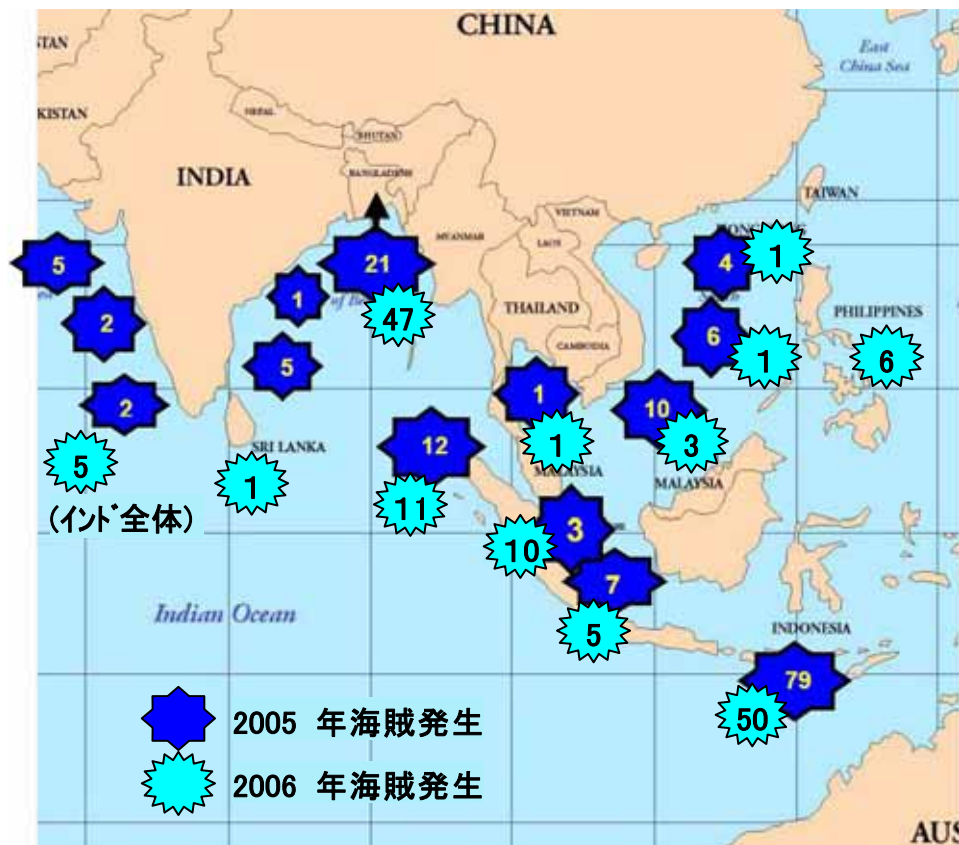 CHINA
East
China Sea
STAN
KISTAN
NEPAL
BHUTAN
BANGLADESH
INDIA
TAIWAN
VIETNAM
MYANMAR
LAOS
5
21
4
1
1
of Be
2
THAILAND
PHILIPPINES
47
6
CAMBODIA
1
6
5
1
2
10
12
1
3
SRI LANKA
5
MALAYSIA
MALAYSIA
1
11
(インド全体)
3
10
7
Indian Ocean
5
INDONESIA
79
50
2005 年海賊発生
2006 年海賊発生
AUS